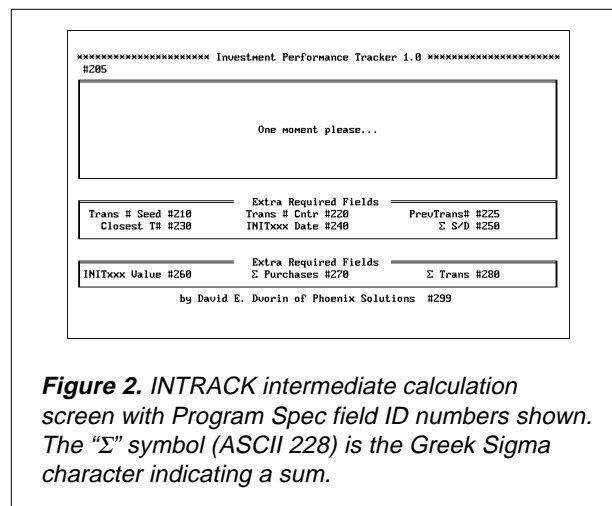 ********************** Investment Performance Tracker 1.0 **********************
#205
One moment please...
Extra Required Fields
Trans # Seed #210 Trans # Cntr #220 PrevTrans# #225
Closest T# #230 INITxxx Date #240 Σ S/D #250
Extra Required Fields
INITxxx Value #260 Σ Purchases #270 Σ Trans #280
by David E. Dvorin of Phoenix Solutions #299
Figure 2. INTRACK intermediate calculation
screen with Program Spec field ID numbers shown.
The “Σ” symbol (ASCII 228) is the Greek Sigma
character indicating a sum.